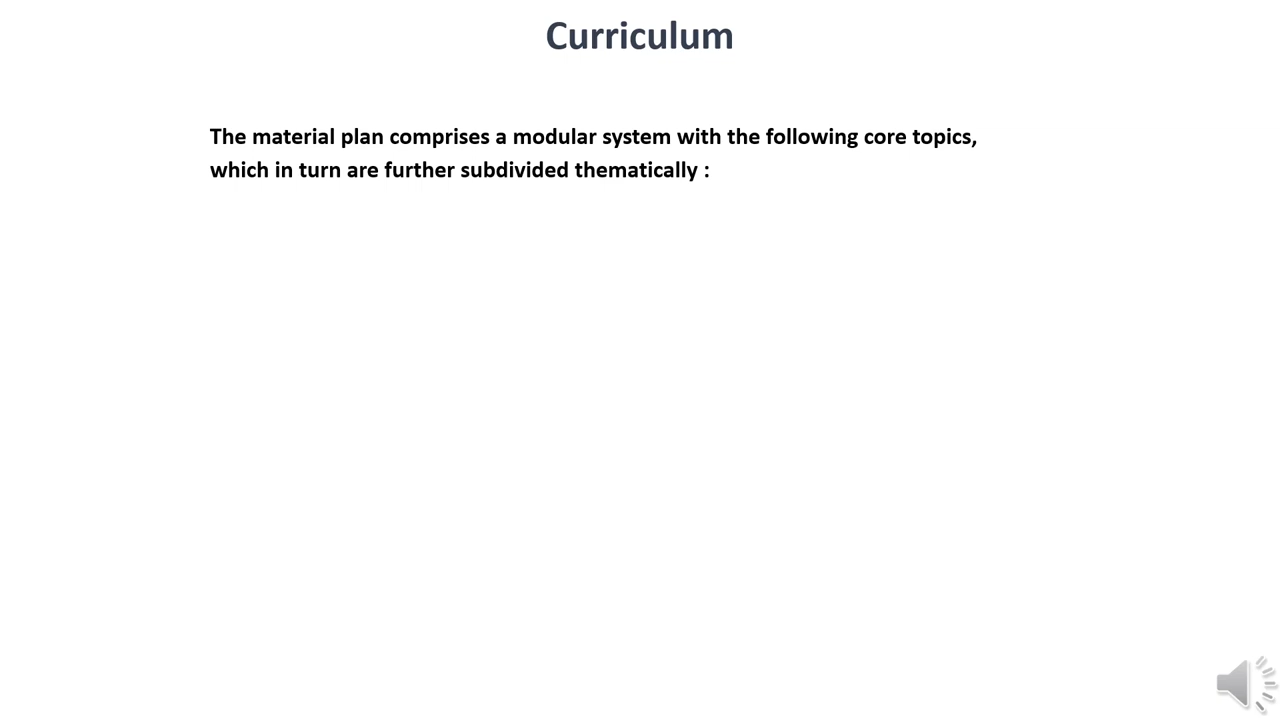 Curriculum
The material plan comprises a modular system with the following core topics,
which in turn are further subdivided thematically :